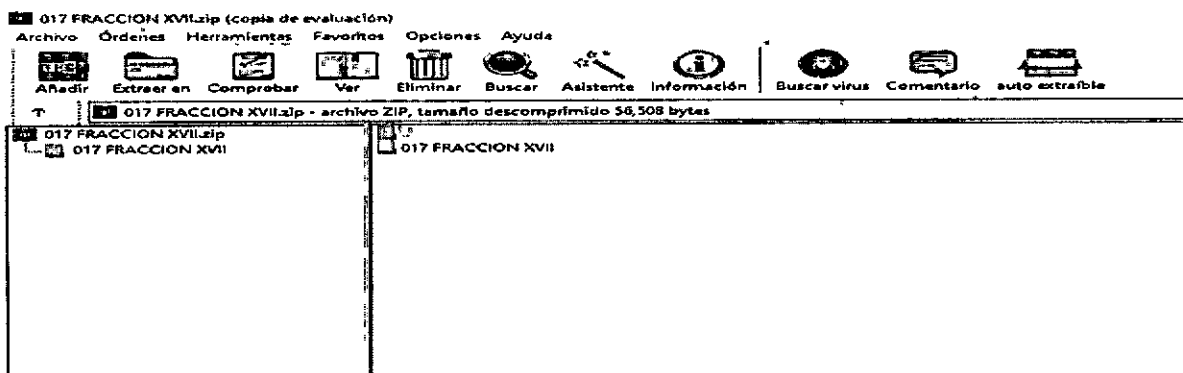 017 FRACCION XVII.zip (copia de evaluación)
Archivo Órdenes Herramientas Favoritos Opciones Ayuda
Añadir Extraer en Comprobar Ver Eliminar Buscar Asistente Información Buscar virus Comentario auto extraíble
017 FRACCION XVII.zip - archivo ZIP, tamaño descomprimido 56,508 bytes
017 FRACCION XVII.zip
017 FRACCION XVII
017 FRACCION XVII